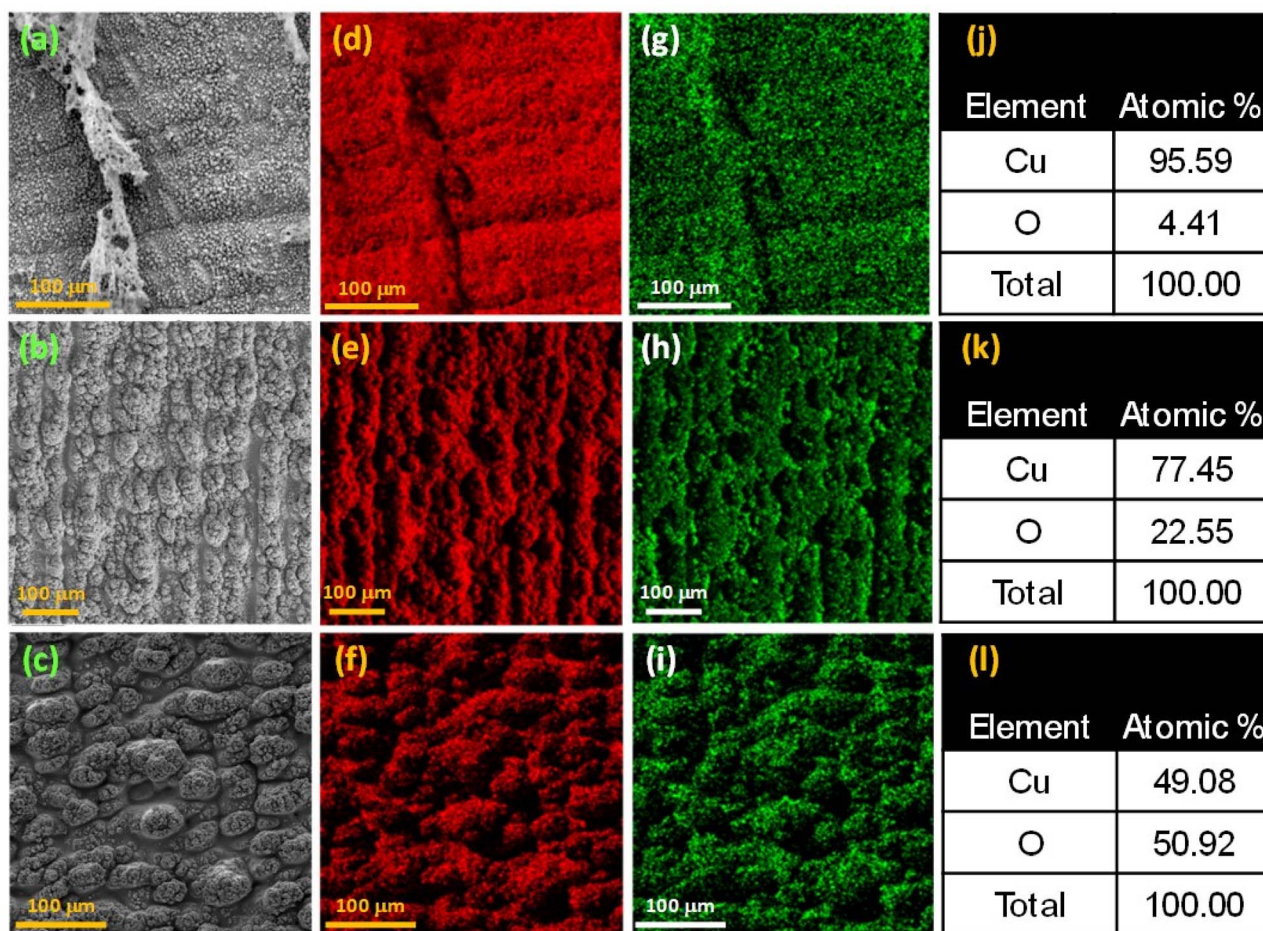 (a)
100 μm
(d)
100 μm
(g)
100 μm
(j)
Element Atomic %
Cu 95.59
O 4.41
Total 100.00
(b)
100 μm
(e)
100 μm
(h)
100 μm
(k)
Element Atomic %
Cu 77.45
O 22.55
Total 100.00
(c)
100 μm
(f)
100 μm
(i)
100 μm
(l)
Element Atomic %
Cu 49.08
O 50.92
Total 100.00